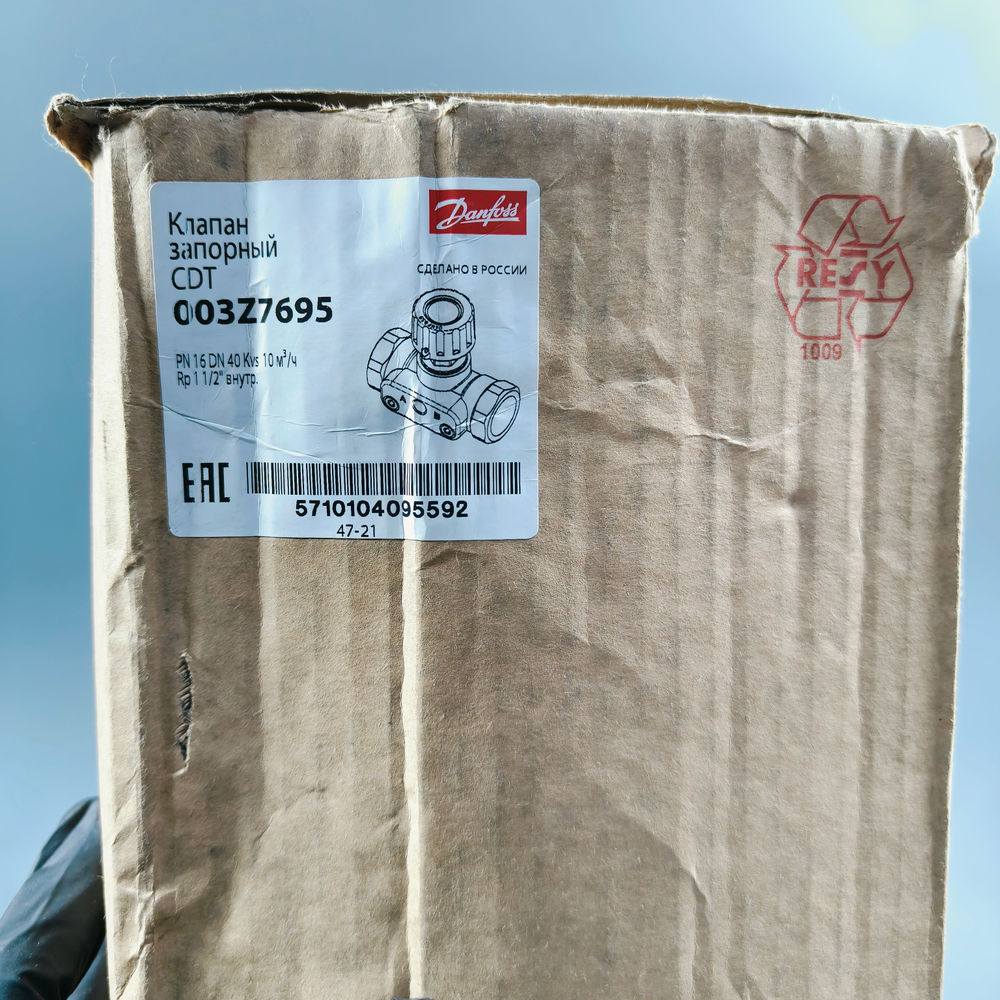 Danfoss
Клапан
запорный
CDT
003Z7695
СДЕЛАНО В РОССИИ
PN 16 DN 40 Kvs 10 м³/ч
Rp 1 1/2" внутр.
A B
EAC
5710104095592
47-21
RESY
1009